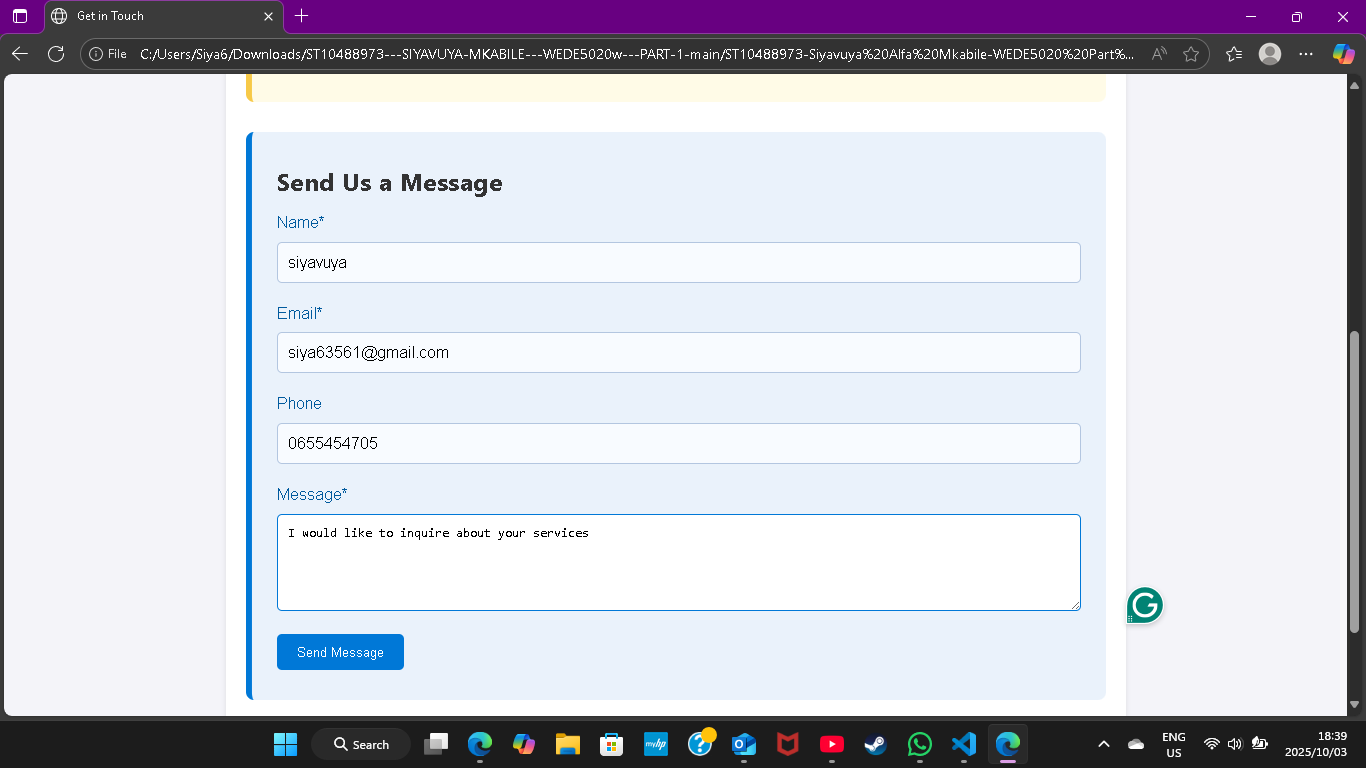 Get in Touch
File
C:/Users/Siya6/Downloads/ST10488973---SIYAVUYA-MKABILE---WEDE5020w---PART-1-main/ST10488973-Siyavuya%20Alfa%20Mkabile-WEDE5020%20Part%...
Send Us a Message
Name*
siyavuya
Email*
siya63561@gmail.com
Phone
0655454705
Message*
I would like to inquire about your services
Send Message
Search
myhp
ENG
US
18:39
2025/10/03